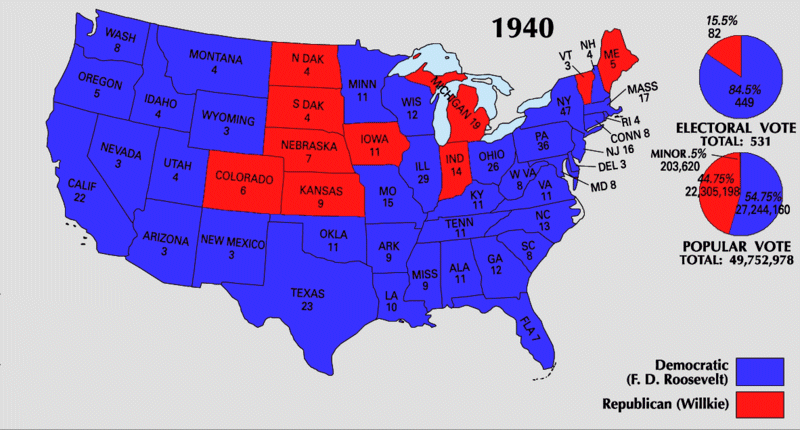 1940
WASH
8
OREGON
5
CALIF
22
NEVADA
3
IDAHO
4
MONTANA
4
WYOMING
3
UTAH
4
ARIZONA
3
COLORADO
6
NEW MEXICO
3
N DAK
4
S DAK
4
NEBRASKA
7
KANSAS
9
OKLA
11
TEXAS
23
MINN
11
IOWA
11
MO
15
ARK
9
LA
10
WIS
12
ILL
29
MICHIGAN 19
IND
14
OHIO
26
KY
11
TENN
11
MISS
9
ALA
11
GA
12
FLA 7
SC
8
NC
13
VA
11
W VA
8
PA
36
NY
47
VT
3
NH
4
ME
5
MASS
17
RI 4
CONN 8
NJ 16
DEL 3
MD 8
15.5%
82
84.5%
449
ELECTORAL VOTE
TOTAL: 531
MINOR .5%
203,620
44.75%
22,305,198
54.75%
27,244,160
POPULAR VOTE
TOTAL: 49,752,978
Democratic
(F. D. Roosevelt)
Republican (Willkie)